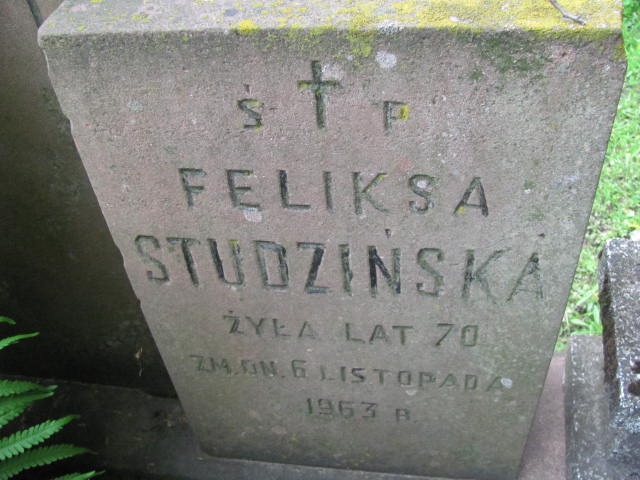 Ś P
FELIKSA
STUDZIŃSKA
ŻYŁA LAT 70
ZM. DN. 6 LISTOPADA
1963 R.